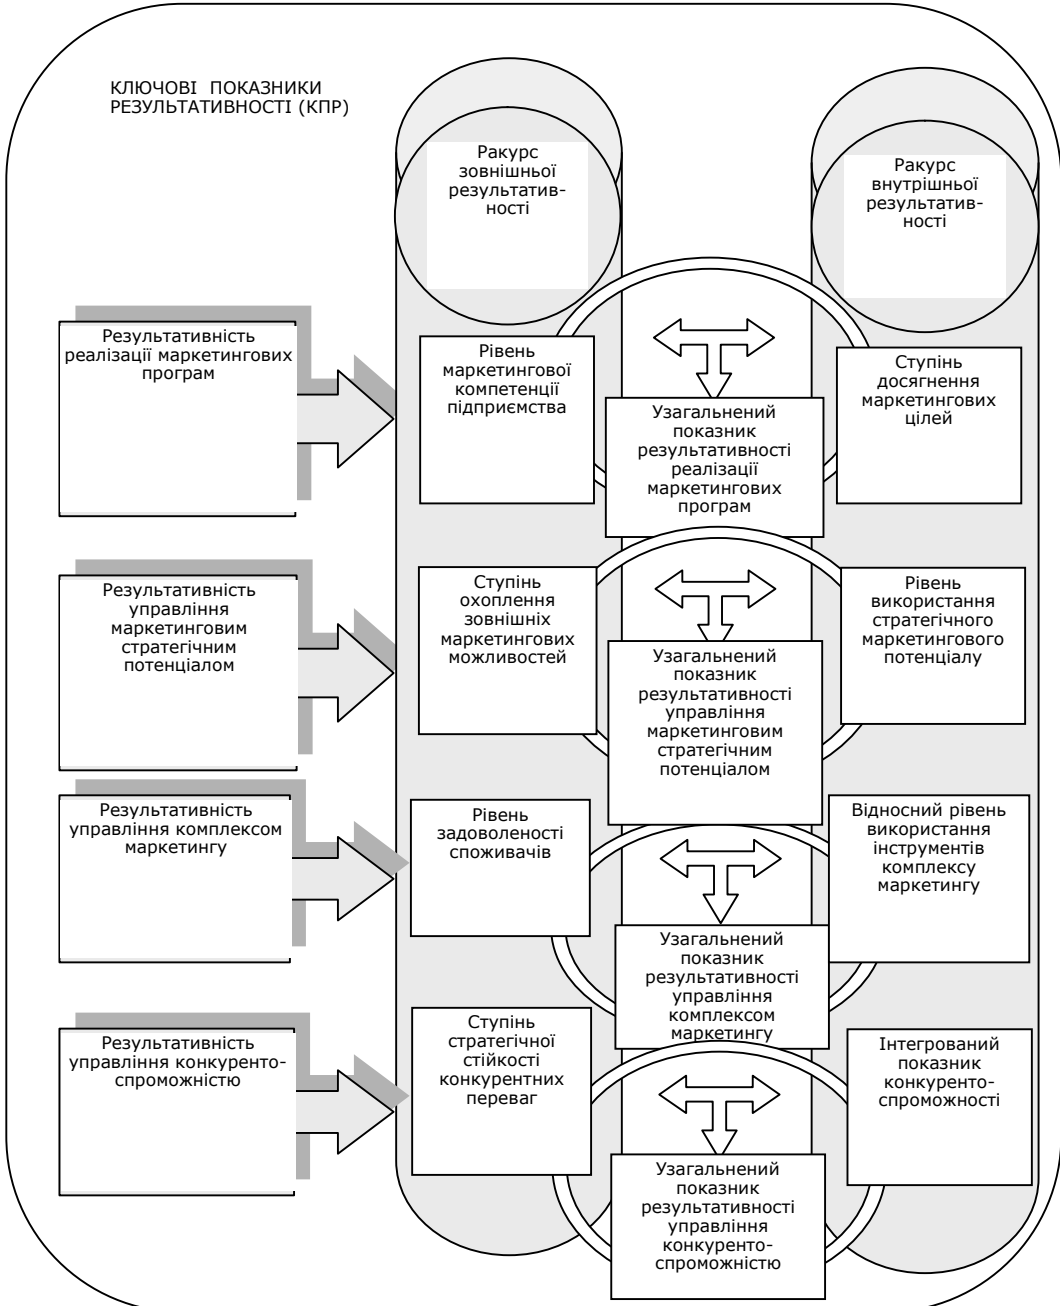 КЛЮЧОВІ ПОКАЗНИКИ
РЕЗУЛЬТАТИВНОСТІ (КПР)
Ракурс
зовнішньої
результатив-
ності
Ракурс
внутрішньої
результатив-
ності
Результативність
реалізації маркетингових
програм
Рівень
маркетингової
компетенції
підприємства
Узагальнений
показник
результативності
реалізації
маркетингових
програм
Ступінь
досягнення
маркетингових
цілей
Результативність
управління
маркетинговим
стратегічним
потенціалом
Ступінь
охоплення
зовнішніх
маркетингових
можливостей
Узагальнений
показник
результативності
управління
маркетинговим
стратегічним
потенціалом
Рівень
використання
стратегічного
маркетингового
потенціалу
Результативність
управління комплексом
маркетингу
Рівень
задоволеності
споживачів
Узагальнений
показник
результативності
управління
комплексом
маркетингу
Відносний рівень
використання
інструментів
комплексу
маркетингу
Результативність
управління конкуренто-
спроможністю
Ступінь
стратегічної
стійкості
конкурентних
переваг
Узагальнений
показник
результативності
управління
конкуренто-
спроможністю
Інтегрований
показник
конкуренто-
спроможності